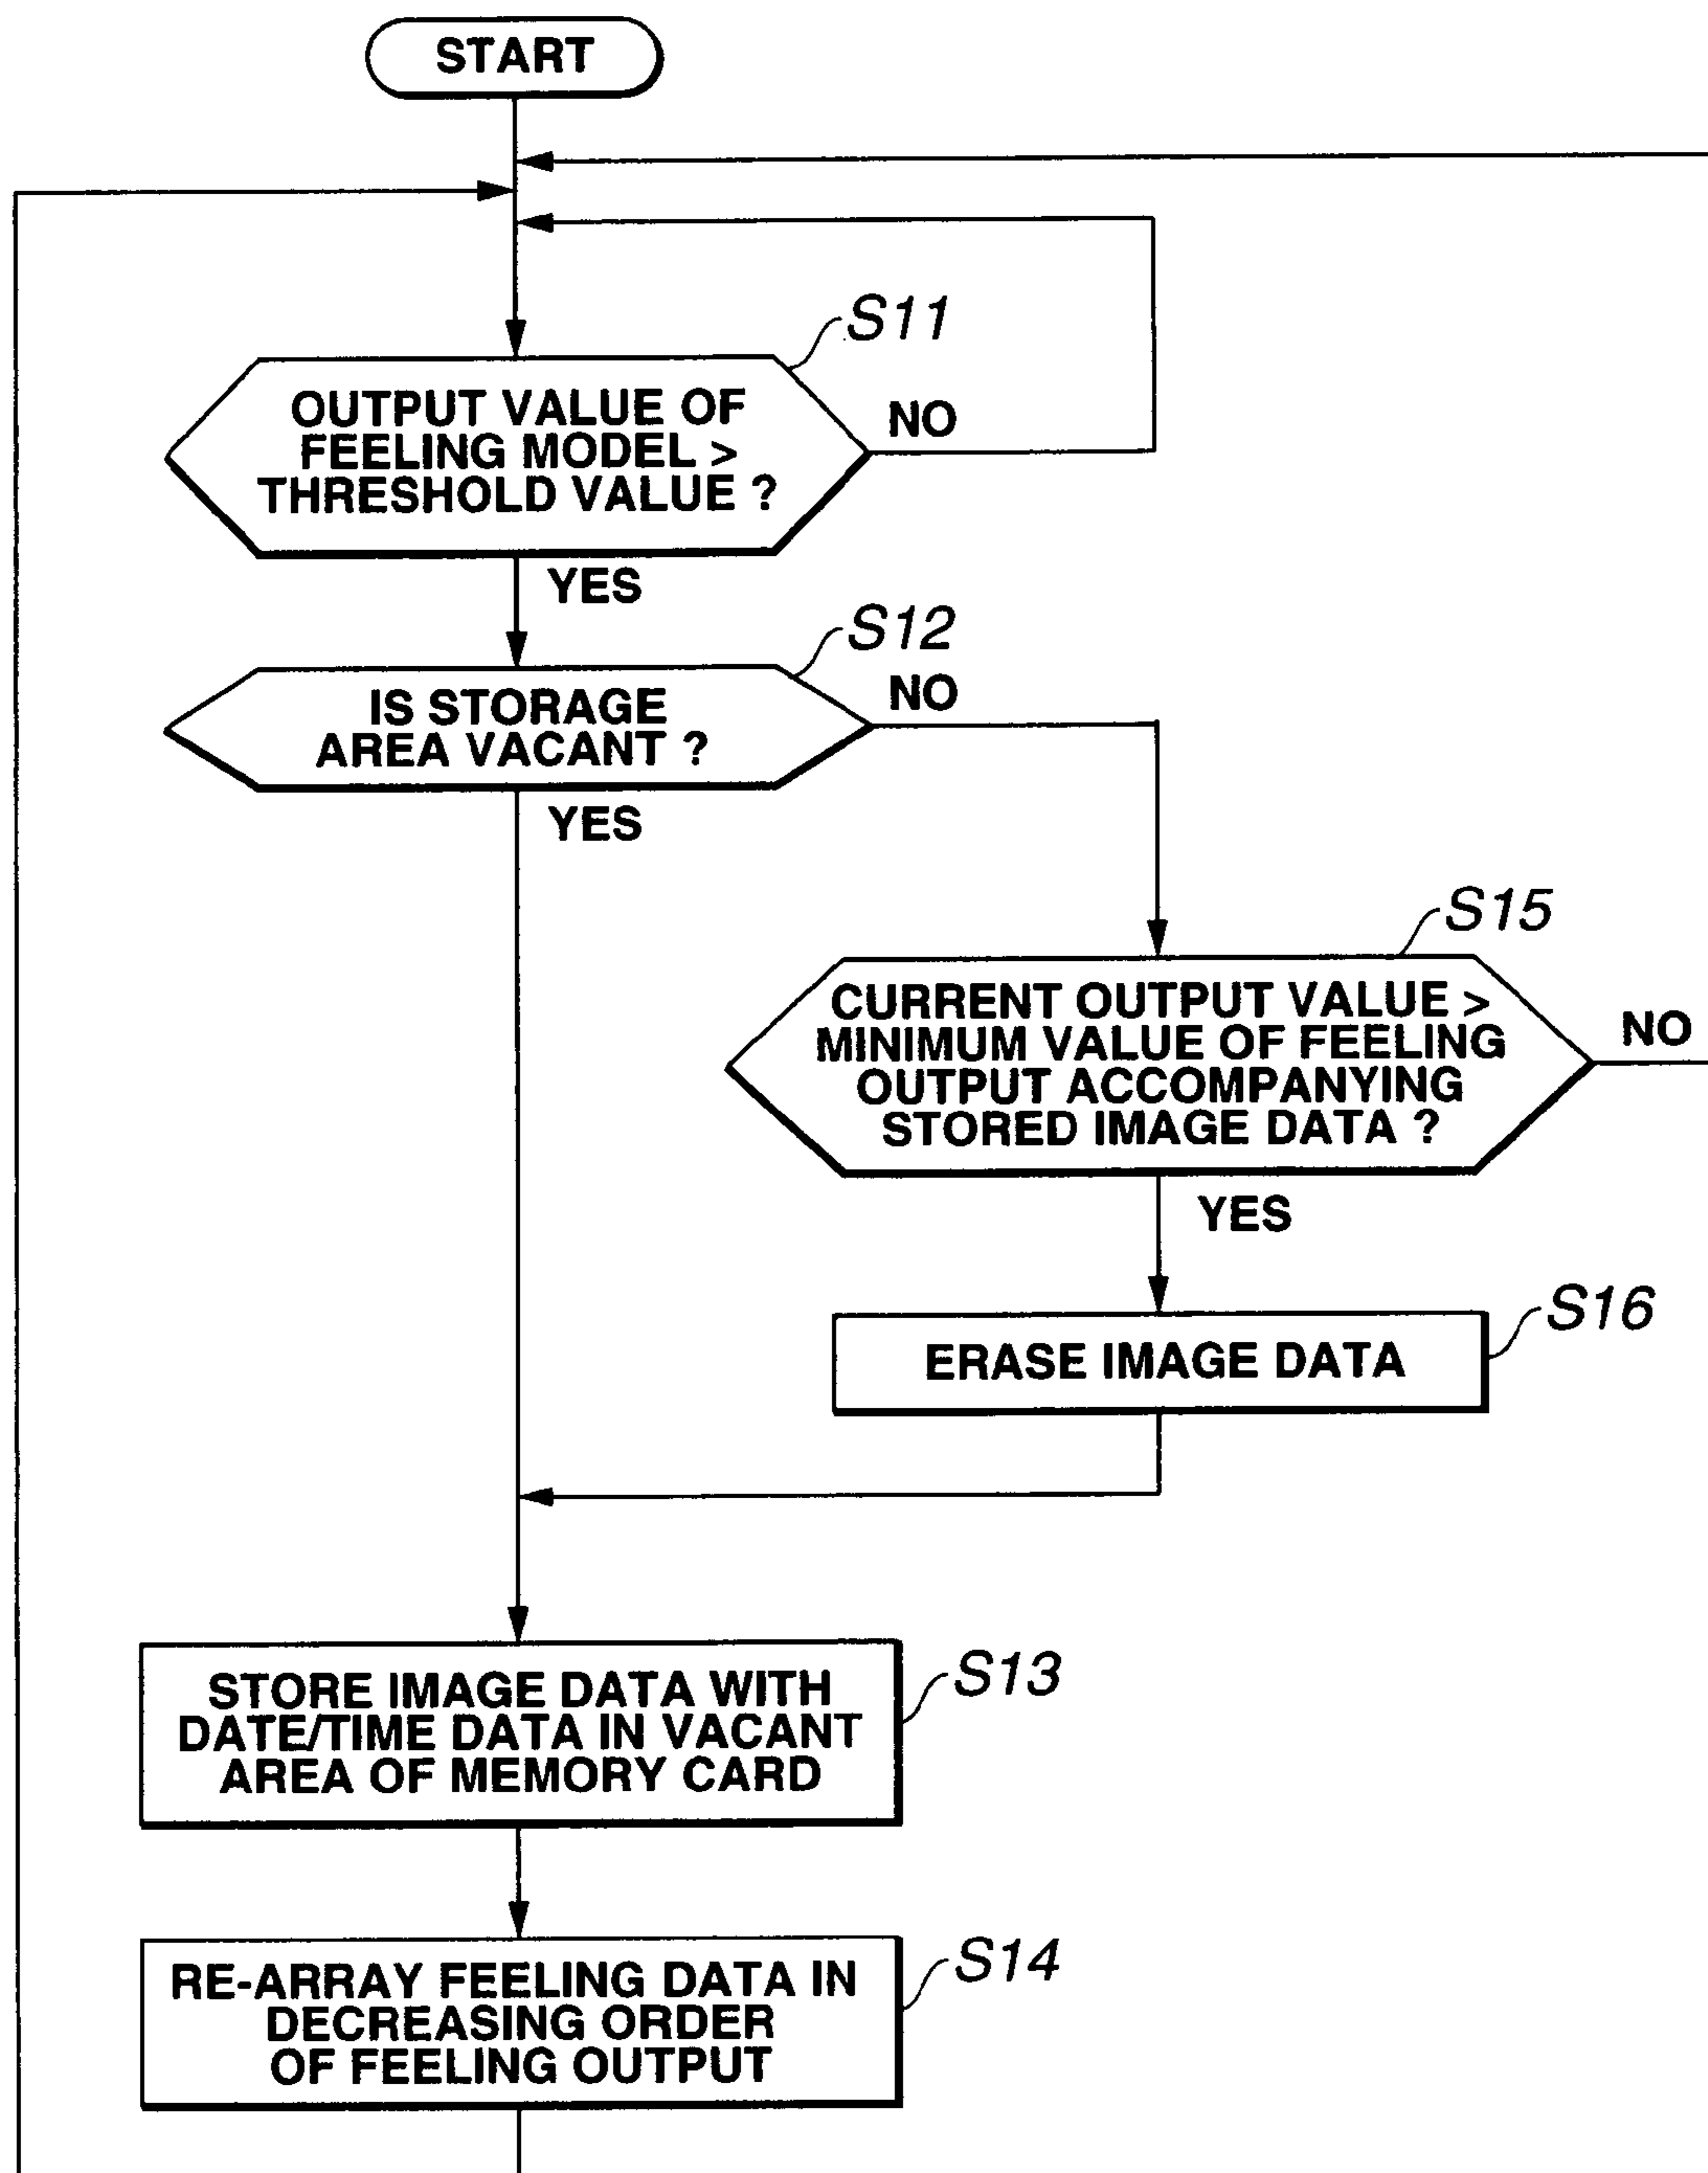 START
S11
OUTPUT VALUE OF
FEELING MODEL >
THRESHOLD VALUE ?
NO
YES
S12
IS STORAGE
AREA VACANT ?
NO
YES
S15
CURRENT OUTPUT VALUE >
MINIMUM VALUE OF FEELING
OUTPUT ACCOMPANYING
STORED IMAGE DATA ?
NO
YES
S16
ERASE IMAGE DATA
S13
STORE IMAGE DATA WITH
DATE/TIME DATA IN VACANT
AREA OF MEMORY CARD
S14
RE-ARRAY FEELING DATA IN
DECREASING ORDER
OF FEELING OUTPUT